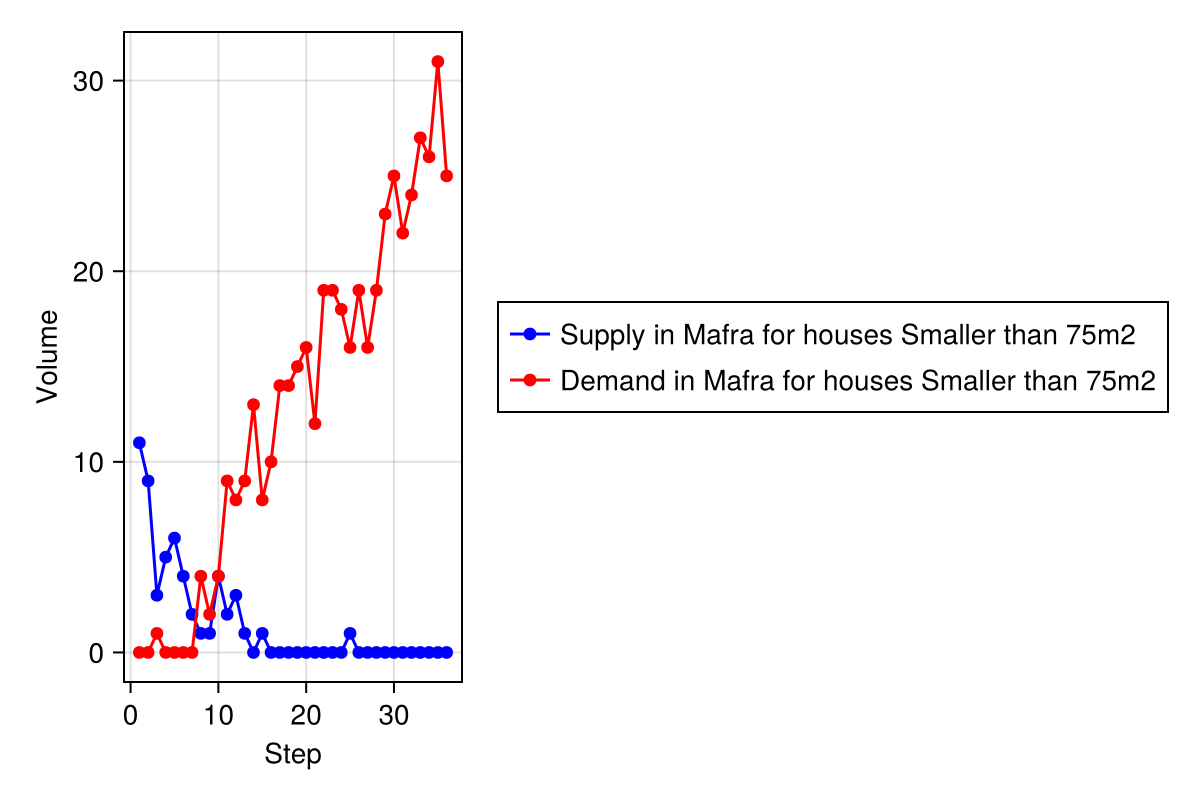 30
20
10
0
Volume
0 10 20 30
Step
Supply in Mafra for houses Smaller than 75m2
Demand in Mafra for houses Smaller than 75m2